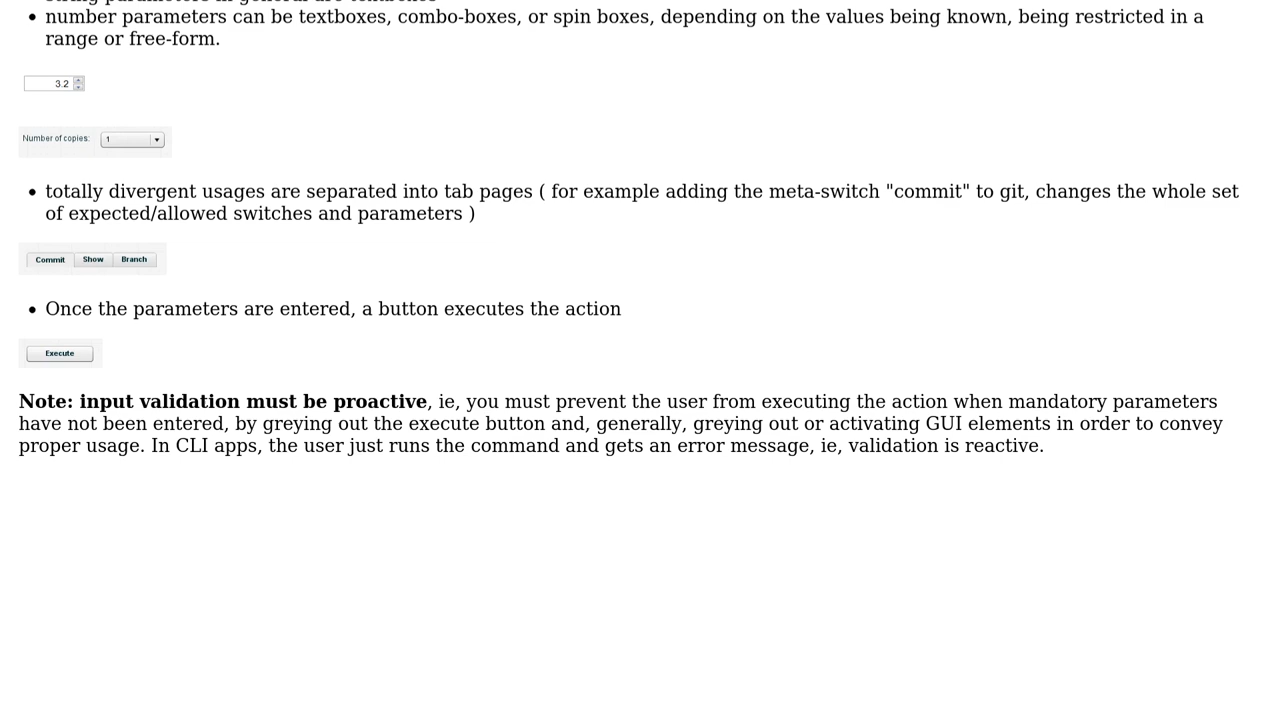 number parameters can be textboxes, combo-boxes, or spin boxes, depending on the values being known, being restricted in a
range or free-form.
3.2
Number of copies: 1
totally divergent usages are separated into tab pages ( for example adding the meta-switch "commit" to git, changes the whole set
of expected/allowed switches and parameters )
Commit Show Branch
Once the parameters are entered, a button executes the action
Execute
Note: input validation must be proactive, ie, you must prevent the user from executing the action when mandatory parameters
have not been entered, by greying out the execute button and, generally, greying out or activating GUI elements in order to convey
proper usage. In CLI apps, the user just runs the command and gets an error message, ie, validation is reactive.